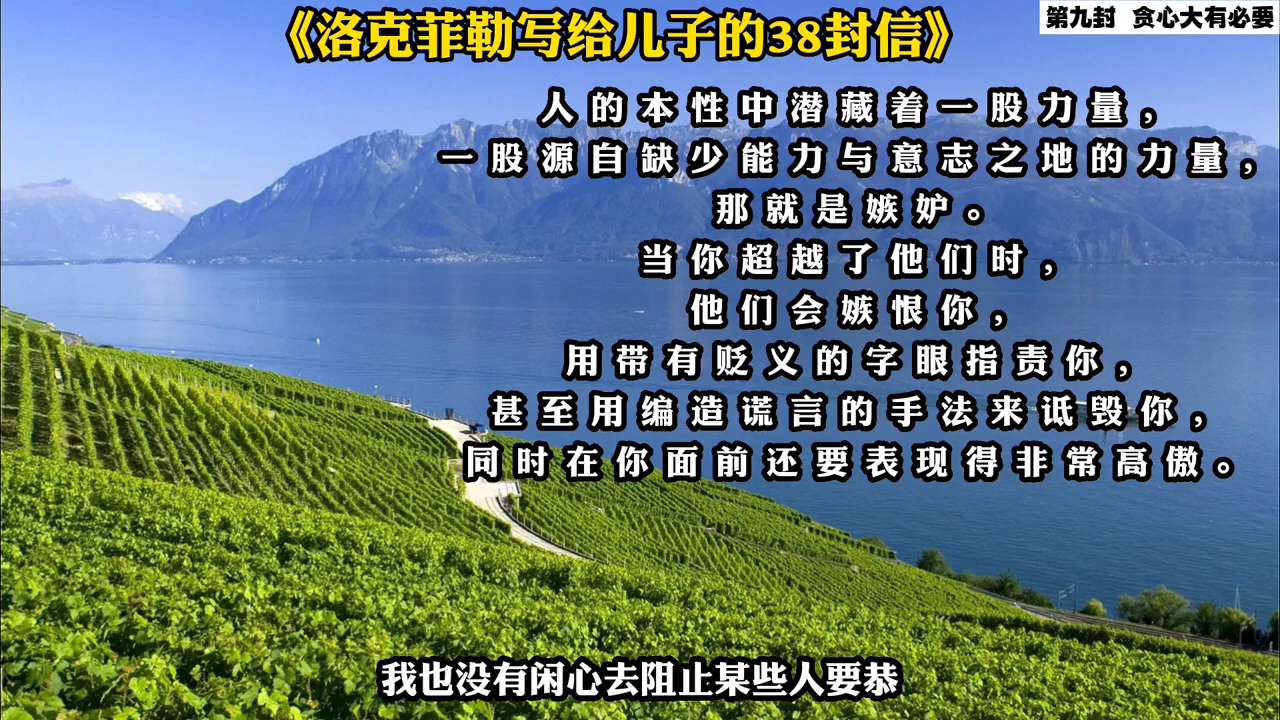 《洛克菲勒写给儿子的38封信》
第九封 贪心大有必要
人的本性中潜藏着一股力量，
一股源自缺少能力与意志之地的力量，
那就是嫉妒。
当你超越了他们时，
他们会嫉恨你，
用带有贬义的字眼指责你，
甚至用编造谎言的手法来诋毁你，
同时在你面前还要表现得非常高傲。
我也没有闲心去阻止某些人要恭